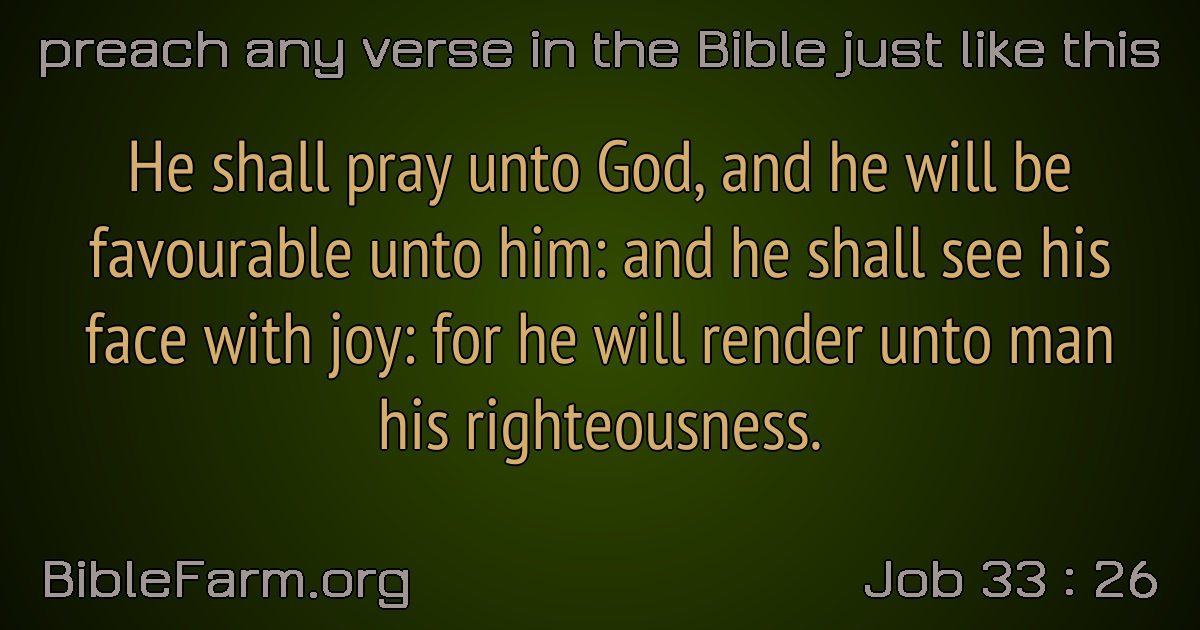 preach any verse in the Bible just like this
He shall pray unto God, and he will be
favourable unto him: and he shall see his
face with joy: for he will render unto man
his righteousness.
BibleFarm.org
Job 33 : 26